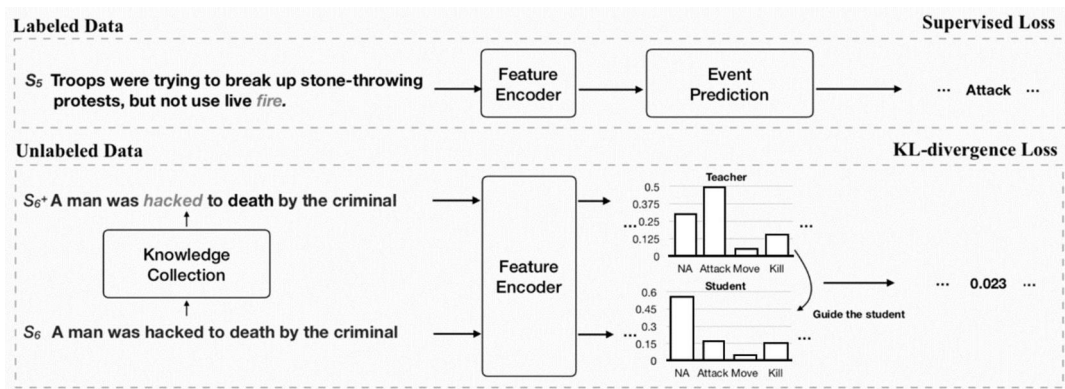 Labeled Data
Supervised Loss
S5 Troops were trying to break up stone-throwing
protests, but not use live fire.
Feature
Encoder
Event
Prediction
... Attack ...
Unlabeled Data
KL-divergence Loss
S6+ A man was hacked to death by the criminal
Knowledge
Collection
S6 A man was hacked to death by the criminal
Feature
Encoder
Teacher
0.5
0.375
0.25
0.125
0
... ...
NA Attack Move Kill
Student
0.6
0.45
0.3
0.15
0
... ...
NA Attack Move Kill
Guide the student
... 0.023 ...